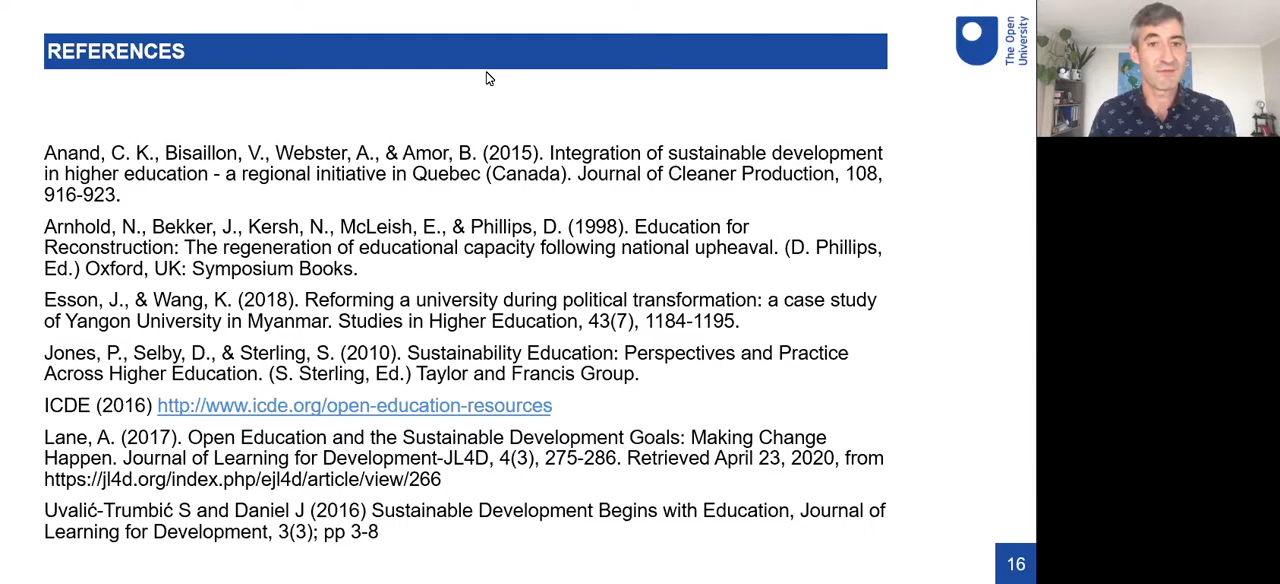 REFERENCES
The Open
University
Anand, C. K., Bisaillon, V., Webster, A., & Amor, B. (2015). Integration of sustainable development
in higher education - a regional initiative in Quebec (Canada). Journal of Cleaner Production, 108,
916-923.
Arnhold, N., Bekker, J., Kersh, N., McLeish, E., & Phillips, D. (1998). Education for
Reconstruction: The regeneration of educational capacity following national upheaval. (D. Phillips,
Ed.) Oxford, UK: Symposium Books.
Esson, J., & Wang, K. (2018). Reforming a university during political transformation: a case study
of Yangon University in Myanmar. Studies in Higher Education, 43(7), 1184-1195.
Jones, P., Selby, D., & Sterling, S. (2010). Sustainability Education: Perspectives and Practice
Across Higher Education. (S. Sterling, Ed.) Taylor and Francis Group.
ICDE (2016) http://www.icde.org/open-education-resources
Lane, A. (2017). Open Education and the Sustainable Development Goals: Making Change
Happen. Journal of Learning for Development-JL4D, 4(3), 275-286. Retrieved April 23, 2020, from
https://jl4d.org/index.php/ejl4d/article/view/266
Uvalić-Trumbić S and Daniel J (2016) Sustainable Development Begins with Education, Journal of
Learning for Development, 3(3); pp 3-8
16